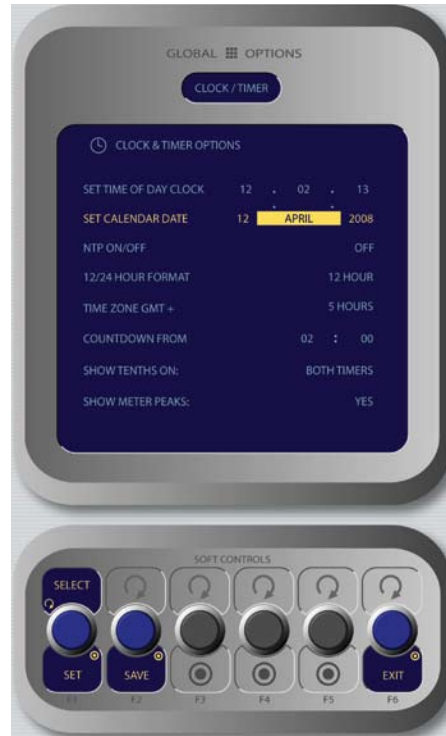 GLOBAL OPTIONS
CLOCK / TIMER
CLOCK & TIMER OPTIONS
SET TIME OF DAY CLOCK 12 . 02 . 13
SET CALENDAR DATE 12 . APRIL . 2008
NTP ON/OFF OFF
12/24 HOUR FORMAT 12 HOUR
TIME ZONE GMT + 5 HOURS
COUNTDOWN FROM 02 : 00
SHOW TENTHS ON: BOTH TIMERS
SHOW METER PEAKS: YES
SOFT CONTROLS
SELECT
SET SAVE EXIT
F1 F2 F3 F4 F5 F6